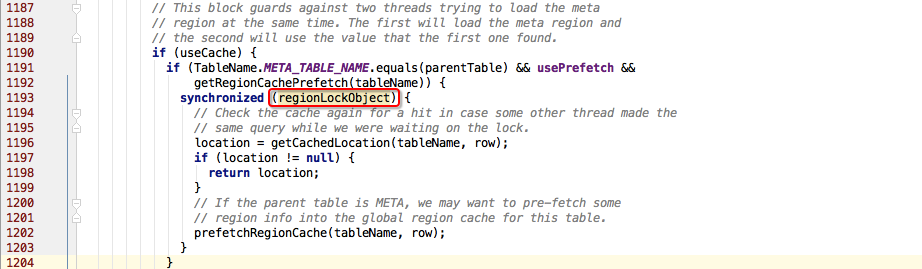 1187 // This block guards against two threads trying to load the meta
1188 // region at the same time. The first will load the meta region and
1189 // the second will use the value that the first one found.
1190 if (useCache) {
1191 if (TableName.META_TABLE_NAME.equals(parentTable) && usePrefetch &&
1192 getRegionCachePrefetch(tableName)) {
1193 synchronized (regionLockObject) {
1194 // Check the cache again for a hit in case some other thread made the
1195 // same query while we were waiting on the lock.
1196 location = getCachedLocation(tableName, row);
1197 if (location != null) {
1198 return location;
1199 }
1200 // If the parent table is META, we may want to pre-fetch some
1201 // region info into the global region cache for this table.
1202 prefetchRegionCache(tableName, row);
1203 }
1204 }